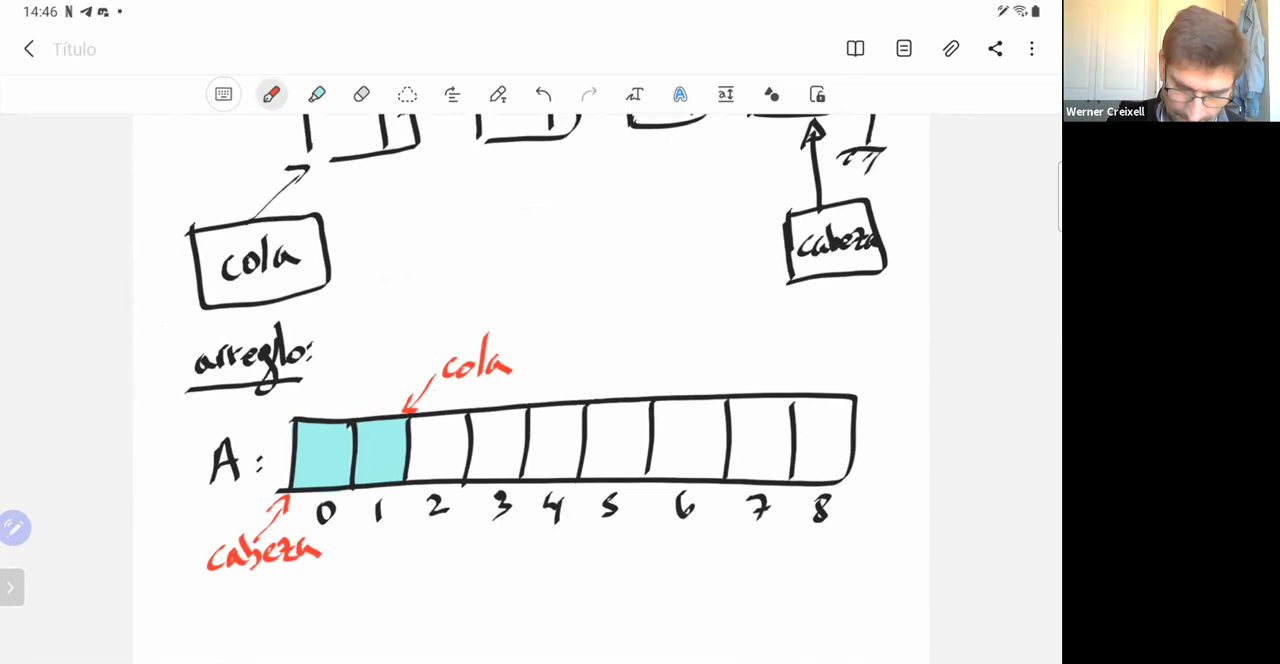 14:46 N
Título
Werner Creixell
cola
cabeza
arreglo:
cola
A:
0 1 2 3 4 5 6 7 8
cabeza